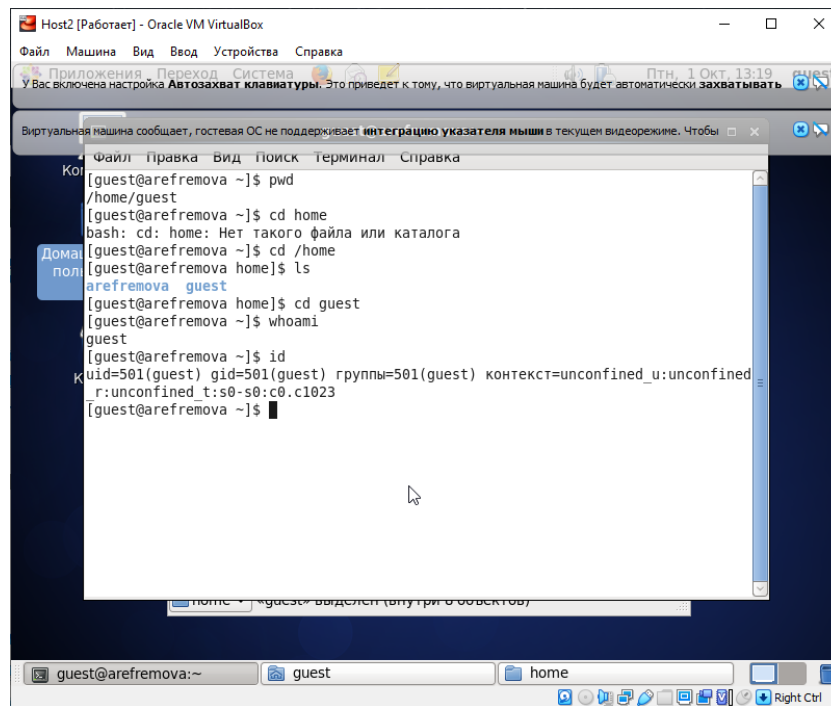 Host2 [Работает] - Oracle VM VirtualBox
Файл Машина Вид Ввод Устройства Справка
Приложения Переход Система Птн, 1 Окт, 13:19
У Вас включена настройка Автозахват клавиатуры. Это приведет к тому, что виртуальная машина будет автоматически захватывать
Виртуальная машина сообщает, гостевая ОС не поддерживает интеграцию указателя мыши в текущем видеорежиме. Чтобы
Файл Правка Вид Поиск Терминал Справка
[guest@arefremova ~]$ pwd
/home/guest
[guest@arefremova ~]$ cd home
bash: cd: home: Нет такого файла или каталога
[guest@arefremova ~]$ cd /home
[guest@arefremova home]$ ls
arefremova guest
[guest@arefremova home]$ cd guest
[guest@arefremova ~]$ whoami
guest
[guest@arefremova ~]$ id
uid=501(guest) gid=501(guest) группы=501(guest) контекст=unconfined_u:unconfined
_r:unconfined_t:s0-s0:c0.c1023
[guest@arefremova ~]$
home «guest» выделен (внутри 6 объектов)
guest@arefremova:~ guest home
Right Ctrl